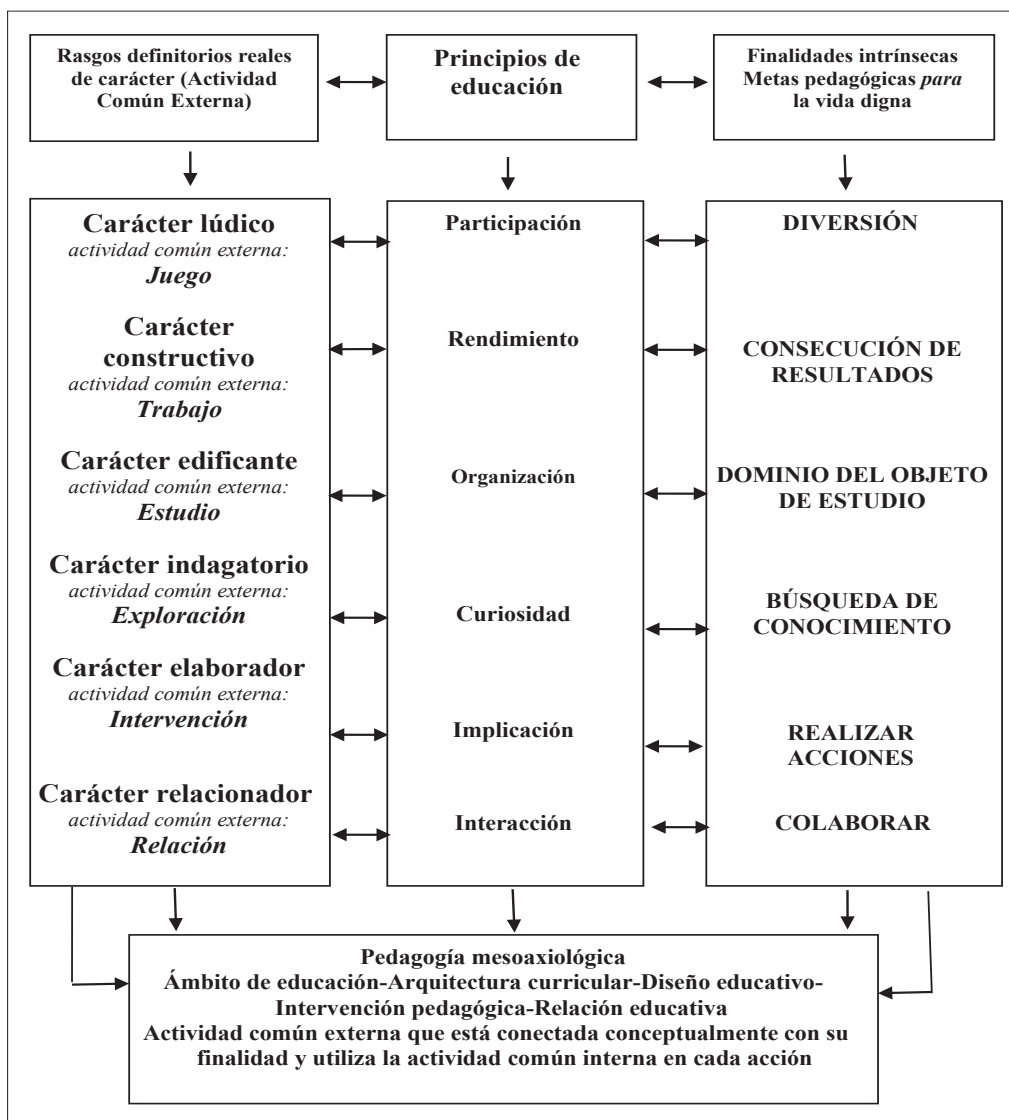 Rasgos definitorios reales
de carácter (Actividad
Común Externa)
Principios de
educación
Finalidades intrínsecas
Metas pedagógicas para
la vida digna
Carácter lúdico
actividad común externa:
Juego
Participación
DIVERSIÓN
Carácter
constructivo
actividad común externa:
Trabajo
Rendimiento
CONSECUCIÓN DE
RESULTADOS
Carácter edificante
actividad común externa:
Estudio
Organización
DOMINIO DEL OBJETO
DE ESTUDIO
Carácter indagatorio
actividad común externa:
Exploración
Curiosidad
BÚSQUEDA DE
CONOCIMIENTO
Carácter elaborador
actividad común externa:
Intervención
Implicación
REALIZAR
ACCIONES
Carácter relacionador
actividad común externa:
Relación
Interacción
COLABORAR
Pedagogía mesoaxiológica
Ámbito de educación-Arquitectura curricular-Diseño educativo-
Intervención pedagógica-Relación educativa
Actividad común externa que está conectada conceptualmente con su
finalidad y utiliza la actividad común interna en cada acción